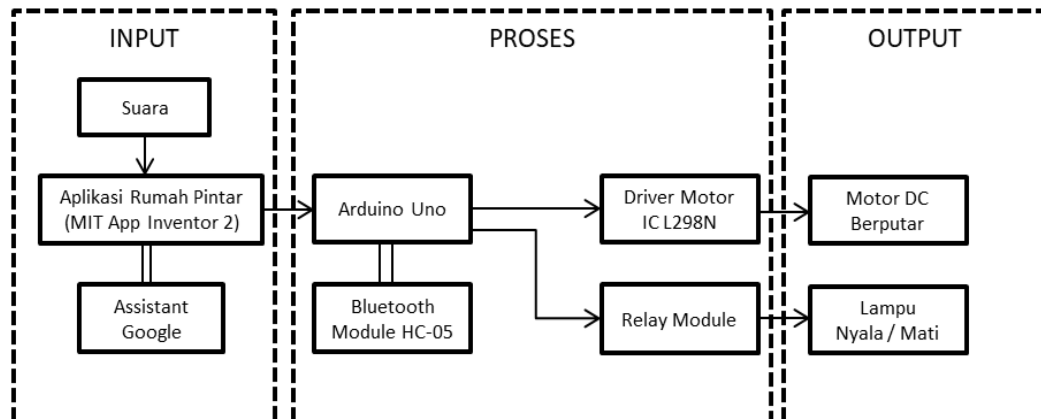 INPUT
Suara
Aplikasi Rumah Pintar
(MIT App Inventor 2)
Assistant
Google
PROSES
Arduino Uno
Bluetooth
Module HC-05
Driver Motor
IC L298N
Relay Module
OUTPUT
Motor DC
Berputar
Lampu
Nyala / Mati